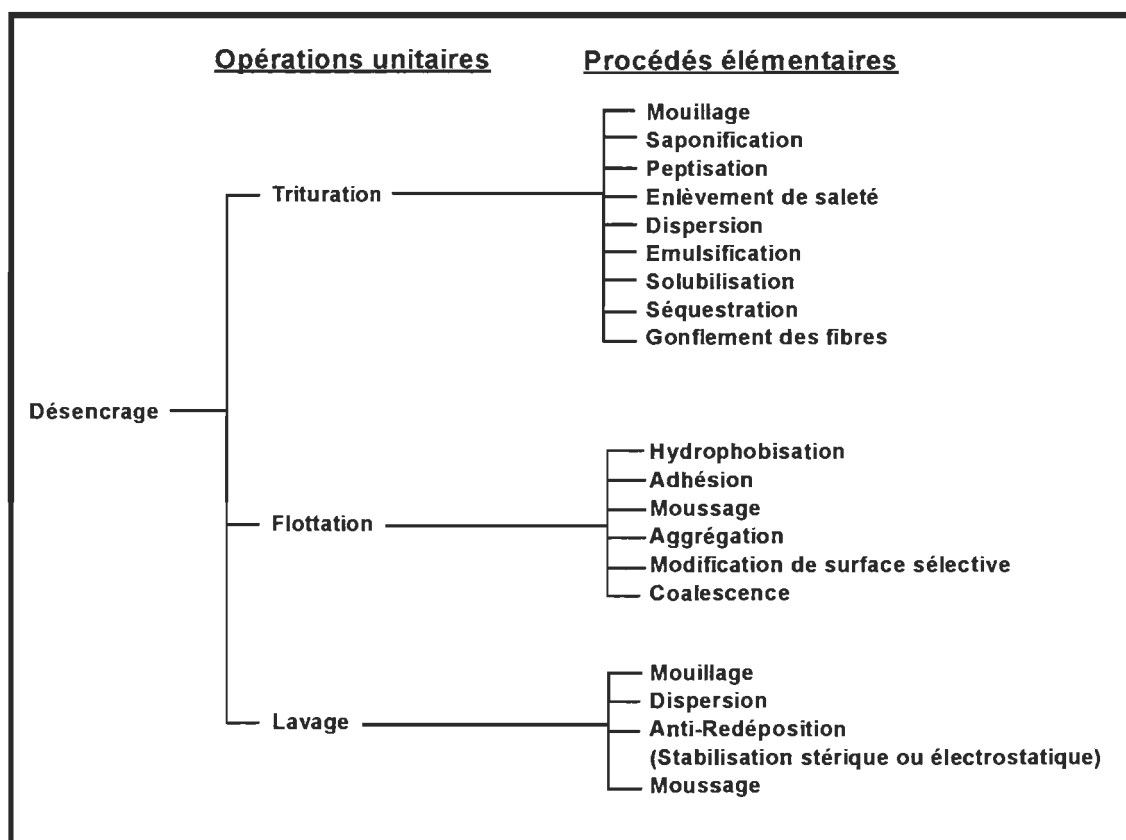 Opérations unitaires
Procédés élémentaires
Désencrage
Trituration
Mouillage
Saponification
Peptisation
Enlèvement de saleté
Dispersion
Emulsification
Solubilisation
Séquestration
Gonflement des fibres
Flottation
Hydrophobisation
Adhésion
Moussage
Aggrégation
Modification de surface sélective
Coalescence
Lavage
Mouillage
Dispersion
Anti-Redéposition
(Stabilisation stérique ou électrostatique)
Moussage